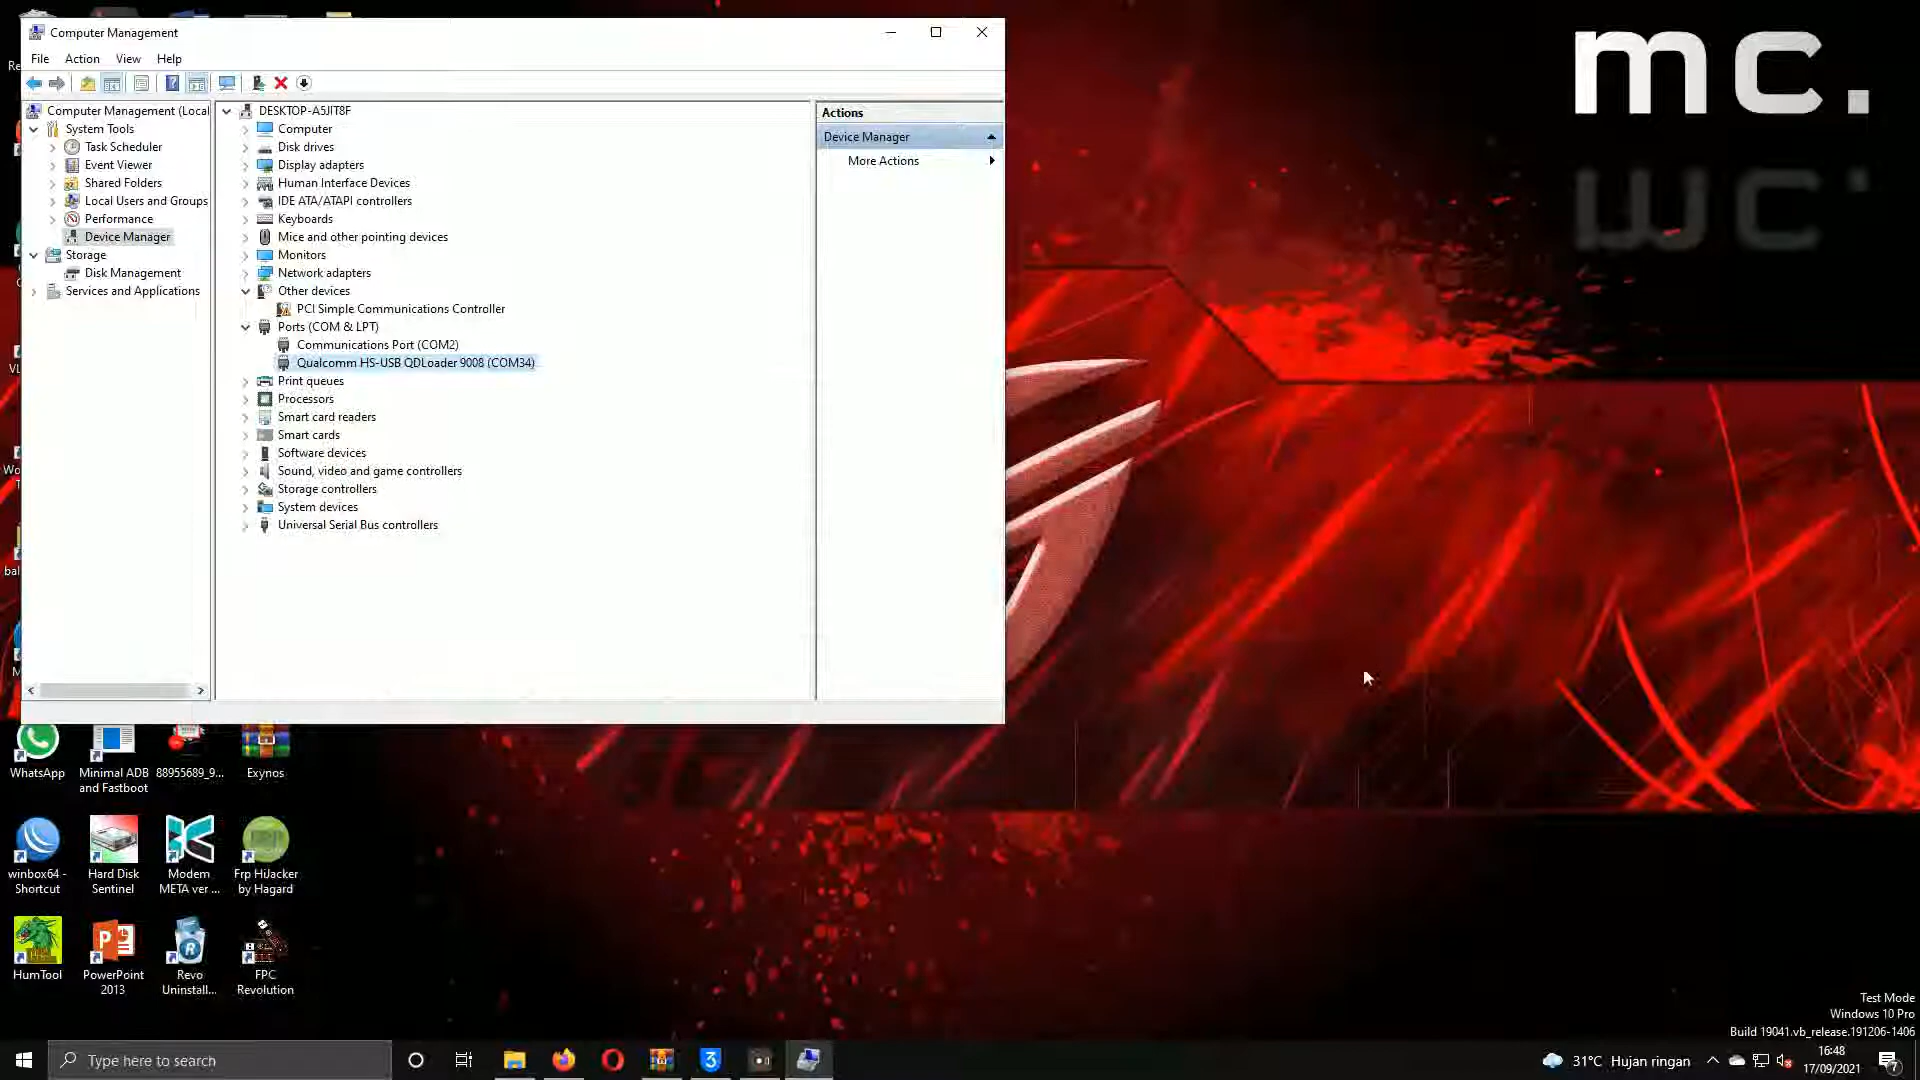 mc.
Computer Management
File Action View Help
Computer Management (Local
System Tools
Task Scheduler
Event Viewer
Shared Folders
Local Users and Groups
Performance
Device Manager
Storage
Disk Management
Services and Applications
DESKTOP-A5JIT8F
Computer
Disk drives
Display adapters
Human Interface Devices
IDE ATA/ATAPI controllers
Keyboards
Mice and other pointing devices
Monitors
Network adapters
Other devices
PCI Simple Communications Controller
Ports (COM & LPT)
Communications Port (COM2)
Qualcomm HS-USB QDLoader 9008 (COM34)
Print queues
Processors
Smart card readers
Smart cards
Software devices
Sound, video and game controllers
Storage controllers
System devices
Universal Serial Bus controllers
Actions
Device Manager
More Actions
WhatsApp
Minimal ADB
and Fastboot
88955689_9...
Exynos
winbox64 -
Shortcut
Hard Disk
Sentinel
Modem
META ver ...
Frp HiJacker
by Hagard
HumTool
PowerPoint
2013
Revo
Uninstall...
FPC
Revolution
Test Mode
Windows 10 Pro
Build 19041.vb_release.191206-1406
Type here to search
31°C Hujan ringan
16:48
17/09/2021